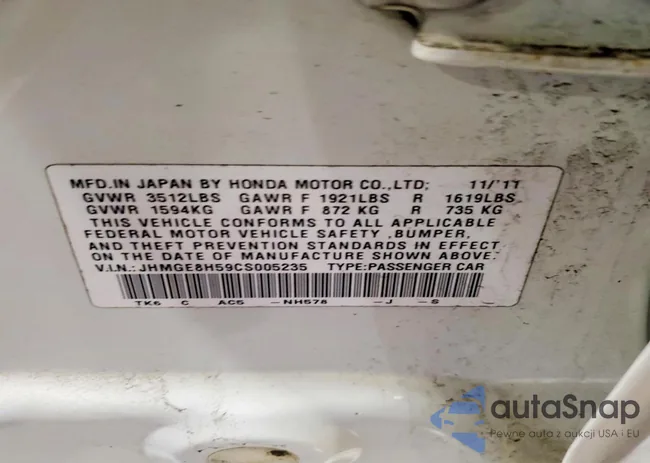 MFD.IN JAPAN BY HONDA MOTOR CO.,LTD; 11/'11
GVWR 3512LBS GAWR F 1921LBS R 1619LBS
GVWR 1594KG GAWR F 872 KG R 735 KG
THIS VEHICLE CONFORMS TO ALL APPLICABLE
FEDERAL MOTOR VEHICLE SAFETY ,BUMPER,
AND THEFT PREVENTION STANDARDS IN EFFECT
ON THE DATE OF MANUFACTURE SHOWN ABOVE.
V.I.N.: JHMGE8H59CS005235 TYPE:PASSENGER CAR
TK6 C AC5 -NH578 -J -S
autaSnap
Pewne auta z aukcji USA i EU